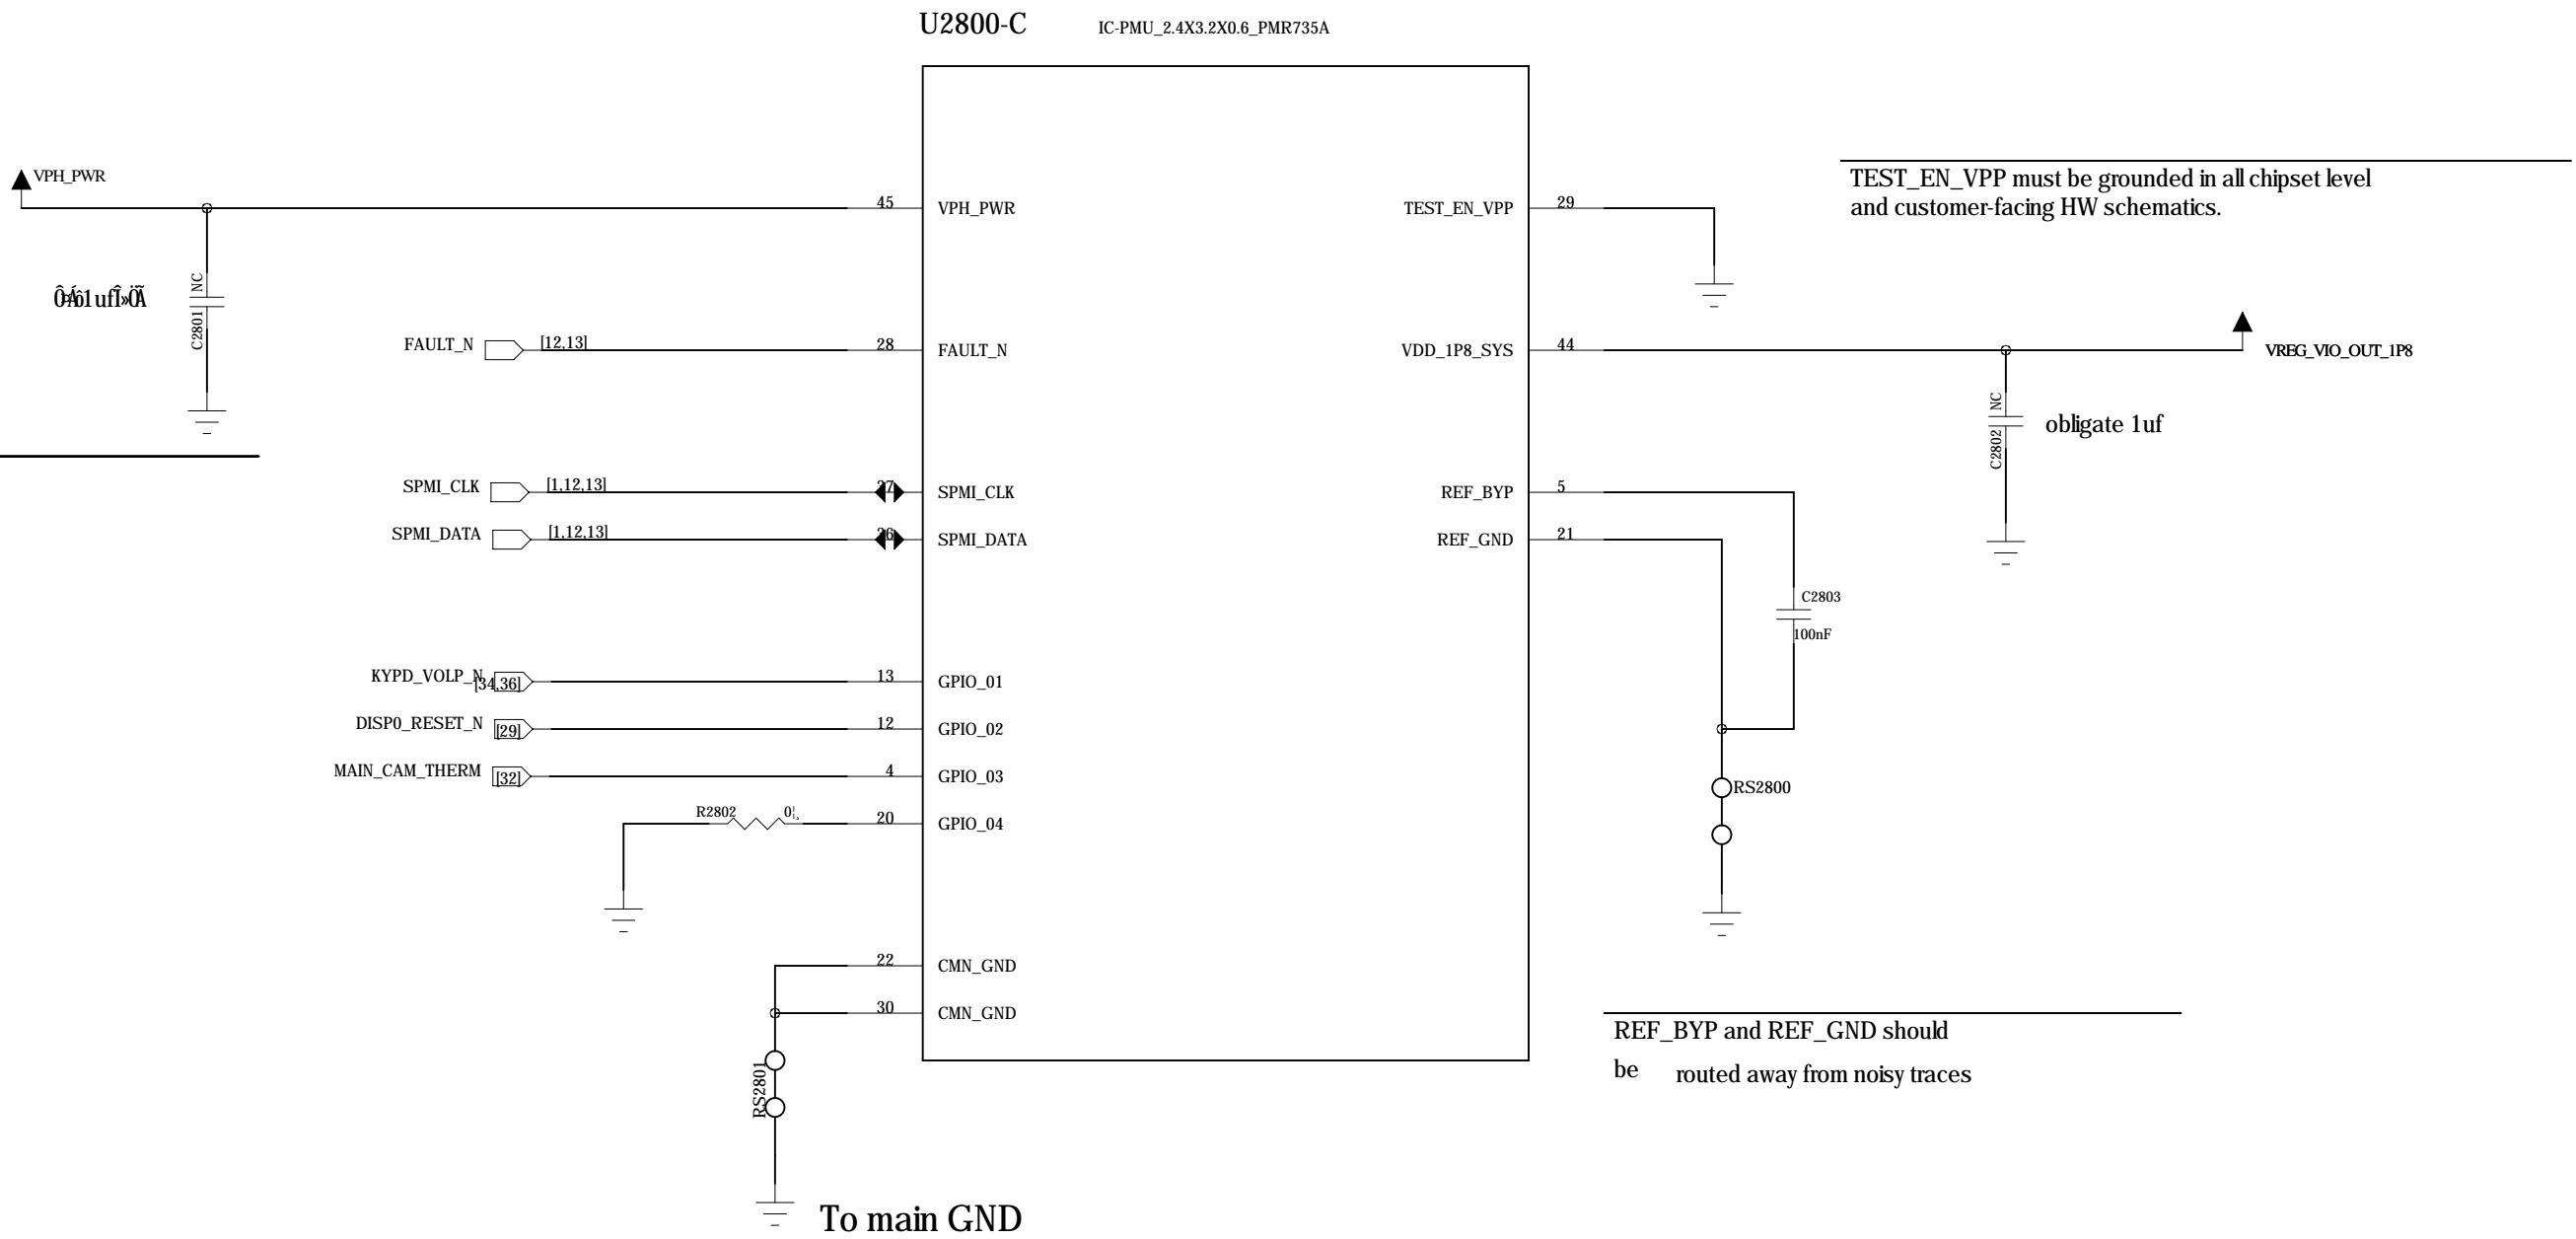 U2800-C IC-PMU_2.4X3.2X0.6_PMR735A
VPH_PWR
45 VPH_PWR
TEST_EN_VPP 29
TEST_EN_VPP must be grounded in all chipset level
and customer-facing HW schematics.
C2801 NC
1uf
FAULT_N [12,13] 28 FAULT_N
VDD_1P8_SYS 44
VREG_VIO_OUT_1P8
C2802 NC
obligate 1uf
SPMI_CLK [1,12,13] SPMI_CLK
REF_BYP 5
SPMI_DATA [1,12,13] SPMI_DATA
REF_GND 21
C2803
100nF
KYPD_VOLP_N [34,36] 13 GPIO_01
DISP0_RESET_N [29] 12 GPIO_02
MAIN_CAM_THERM [32] 4 GPIO_03
RS2800
R2802 0¦¸ 20 GPIO_04
22 CMN_GND
30 CMN_GND
RS2801
REF_BYP and REF_GND should
be routed away from noisy traces
To main GND